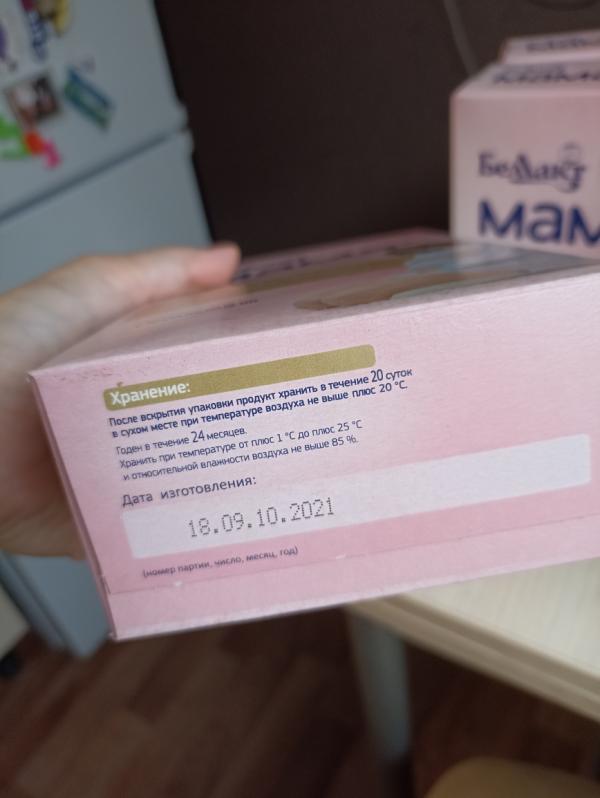 Беллакт
мам
Хранение:
После вскрытия упаковки продукт хранить в течение 20 суток
в сухом месте при температуре воздуха не выше плюс 20 °С.
Годен в течение 24 месяцев.
Хранить при температуре от плюс 1 °С до плюс 25 °С
и относительной влажности воздуха не выше 85 %.
Дата изготовления:
18.09.10.2021
(номер партии, число, месяц, год)